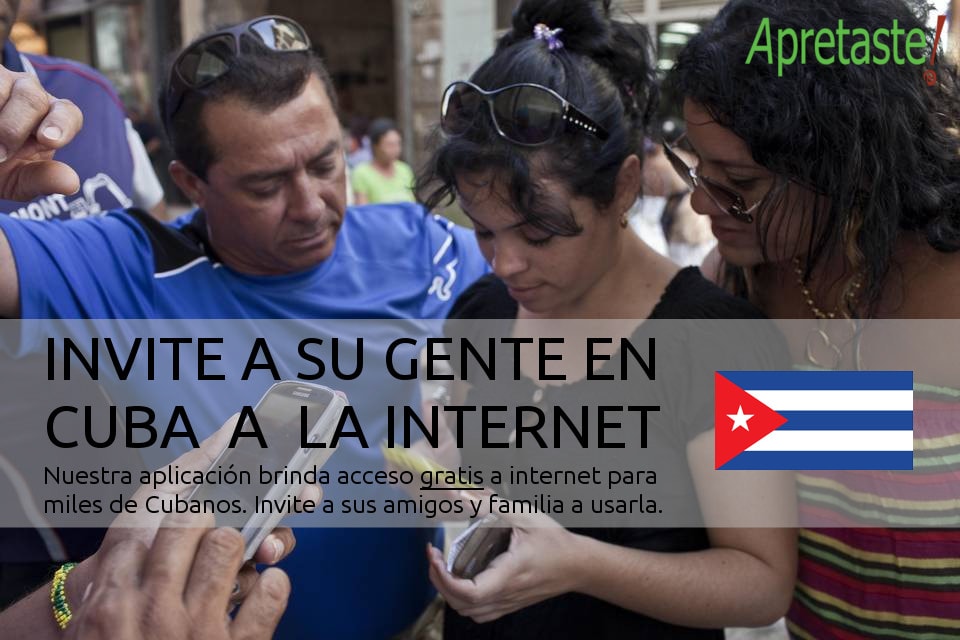 Apretaste!
MONT
INVITE A SU GENTE EN
CUBA A LA INTERNET
Nuestra aplicación brinda acceso gratis a internet para
miles de Cubanos. Invite a sus amigos y familia a usarla.